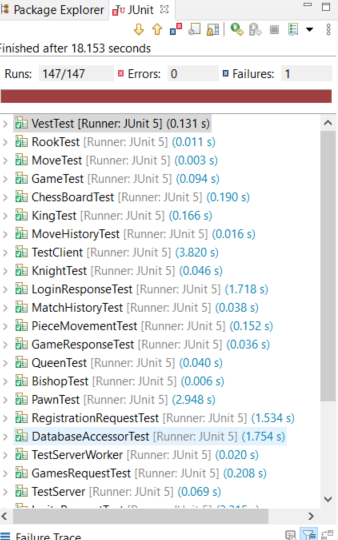 Package Explorer JUnit
Finished after 18.153 seconds
Runs: 147/147 Errors: 0 Failures: 1
VestTest [Runner: JUnit 5] (0.131 s)
RookTest [Runner: JUnit 5] (0.011 s)
MoveTest [Runner: JUnit 5] (0.003 s)
GameTest [Runner: JUnit 5] (0.094 s)
ChessBoardTest [Runner: JUnit 5] (0.190 s)
KingTest [Runner: JUnit 5] (0.166 s)
MoveHistoryTest [Runner: JUnit 5] (0.016 s)
TestClient [Runner: JUnit 5] (3.820 s)
KnightTest [Runner: JUnit 5] (0.046 s)
LoginResponseTest [Runner: JUnit 5] (1.718 s)
MatchHistoryTest [Runner: JUnit 5] (0.038 s)
PieceMovementTest [Runner: JUnit 5] (0.152 s)
GameResponseTest [Runner: JUnit 5] (0.036 s)
QueenTest [Runner: JUnit 5] (0.040 s)
BishopTest [Runner: JUnit 5] (0.006 s)
PawnTest [Runner: JUnit 5] (2.948 s)
RegistrationRequestTest [Runner: JUnit 5] (1.534 s)
DatabaseAccessorTest [Runner: JUnit 5] (1.754 s)
TestServerWorker [Runner: JUnit 5] (0.020 s)
GamesRequestTest [Runner: JUnit 5] (0.208 s)
TestServer [Runner: JUnit 5] (0.069 s)
Failure Trace